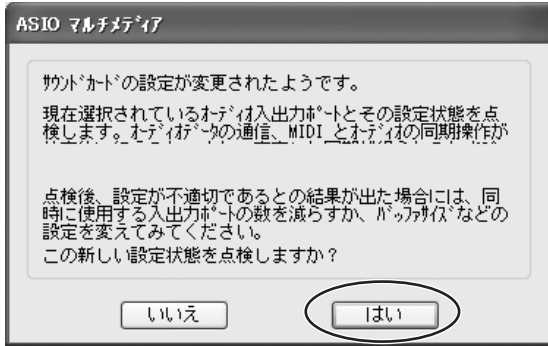 ASIO マルチメディア
サウンドカードの設定が変更されたようです。
現在選択されているオーディオ入出力ポートとその設定状態を点
検します。オーディオデータの通信、MIDI とオーディオの同期操作が
点検後、設定が不適切であるとの結果が出た場合には、同
時に使用する入出力ポートの数を減らすか、バッファサイズなどの
設定を変えてみてください。
この新しい設定状態を点検しますか?
いいえ
はい